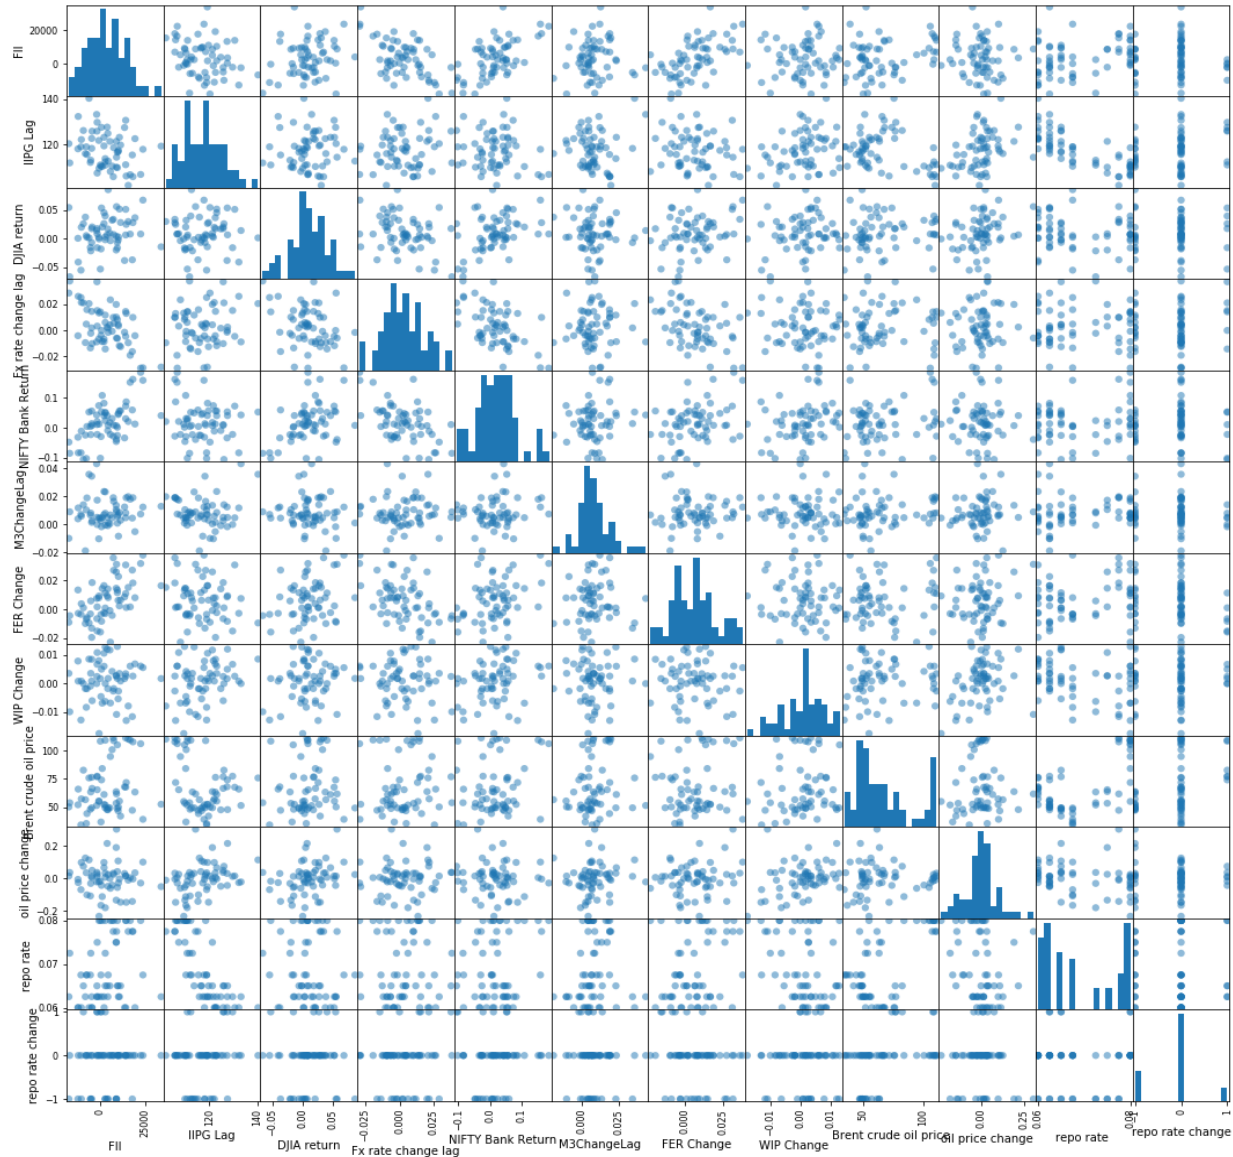 FII
20000
0
IIPG Lag
140
120
DJIA return
0.05
0.00
−0.05
Fx rate change lag
0.02
0.00
−0.02
NIFTY Bank Return
0.1
0.0
−0.1
M3ChangeLag
0.04
0.02
0.00
−0.02
FER Change
0.02
0.00
−0.02
WIP Change
0.01
0.00
−0.01
Brent crude oil price
100
75
50
oil price change
0.2
0.0
−0.2
repo rate
0.08
0.07
0.06
repo rate change
1
0
−1
0
25000
120
140
−0.05
0.00
0.05
−0.025
0.000
0.025
−0.1
0.0
0.1
0.000
0.025
0.000
0.025
−0.01
0.00
0.01
50
100
0.00
0.25
0.06
0.08
−1
0
1
FII
IIPG Lag
DJIA return
Fx rate change lag
NIFTY Bank Return
M3ChangeLag
FER Change
WIP Change
Brent crude oil price
oil price change
repo rate
repo rate change